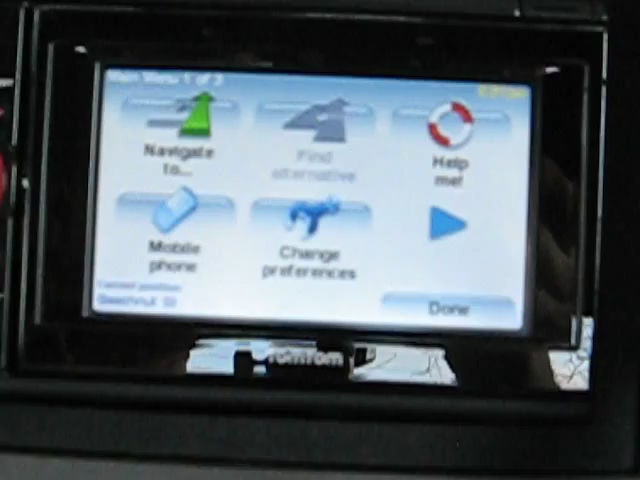 Main Menu 1 of 3
Navigate
to...
Find
alternative
Help
me!
Mobile
phone
Change
preferences
Current position:
Beechnut St
Done
TomTom